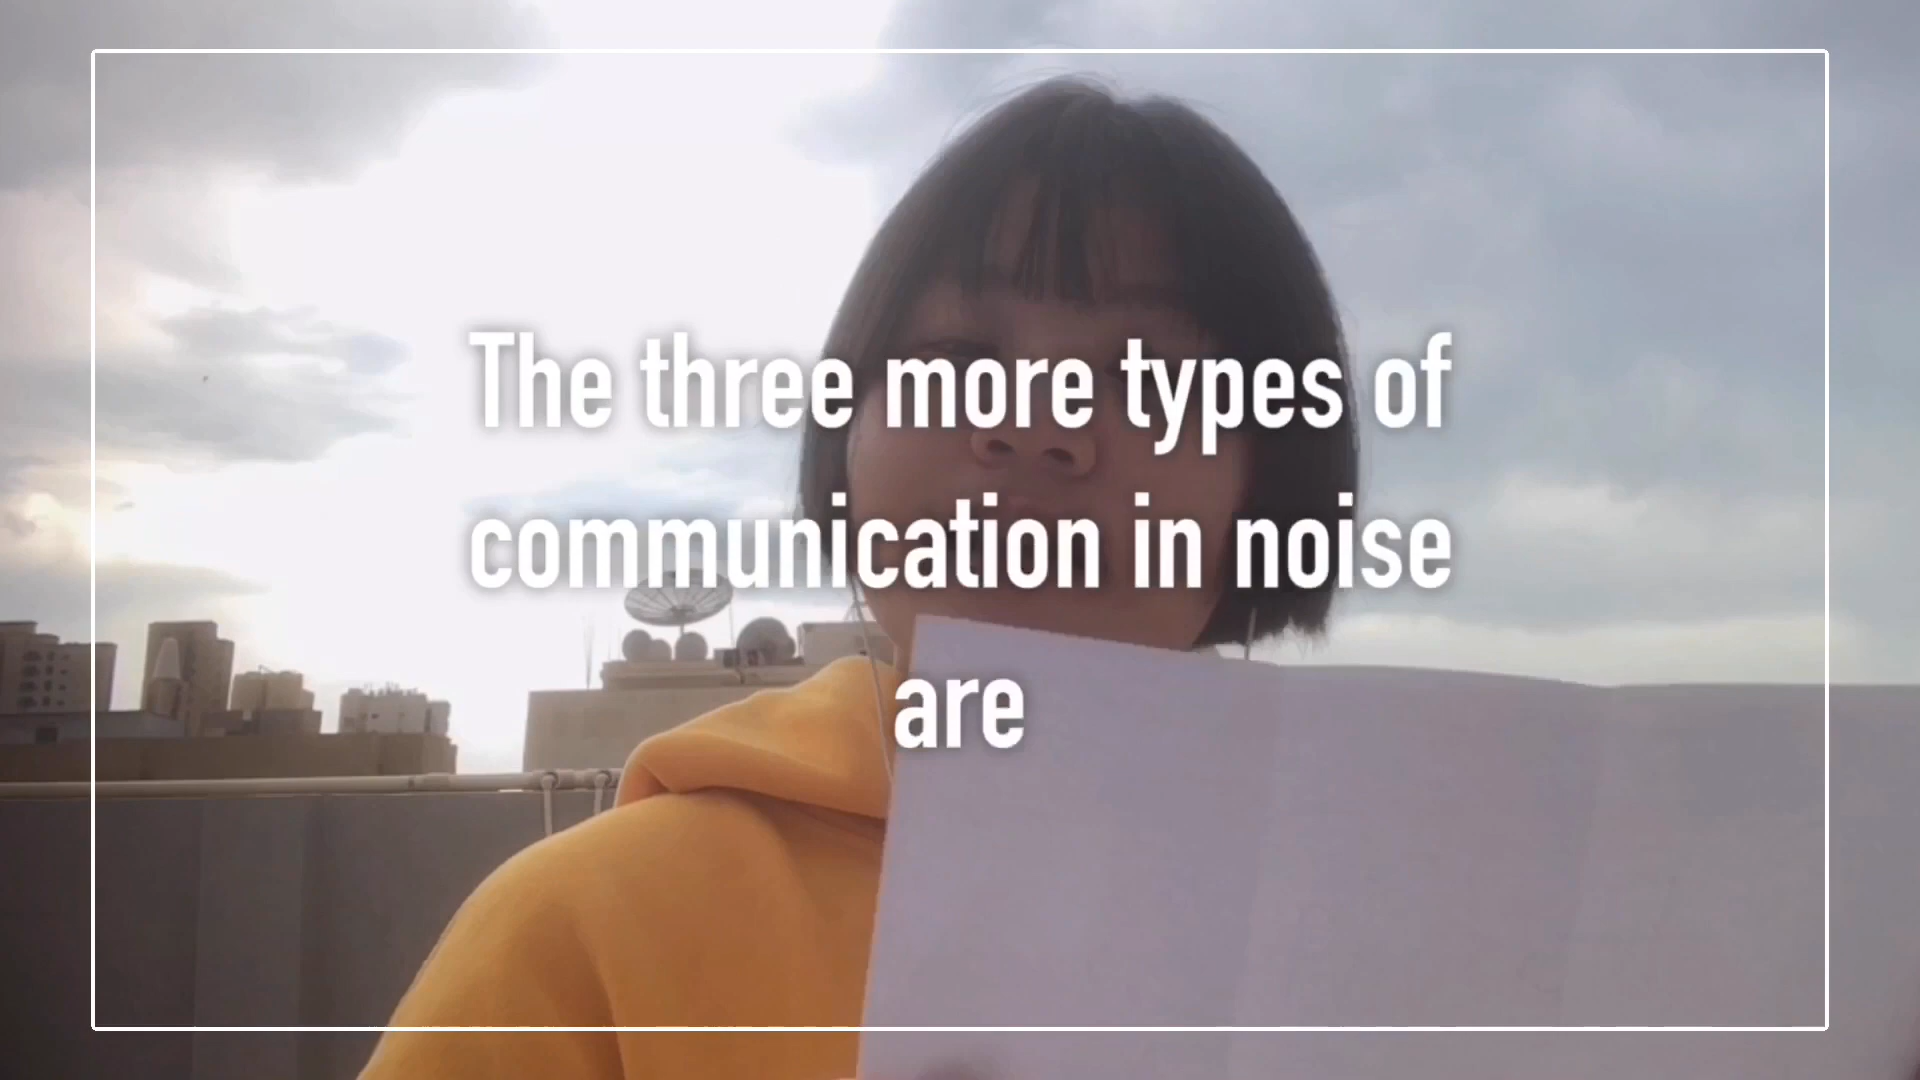 The three more types of
communication in noise
are